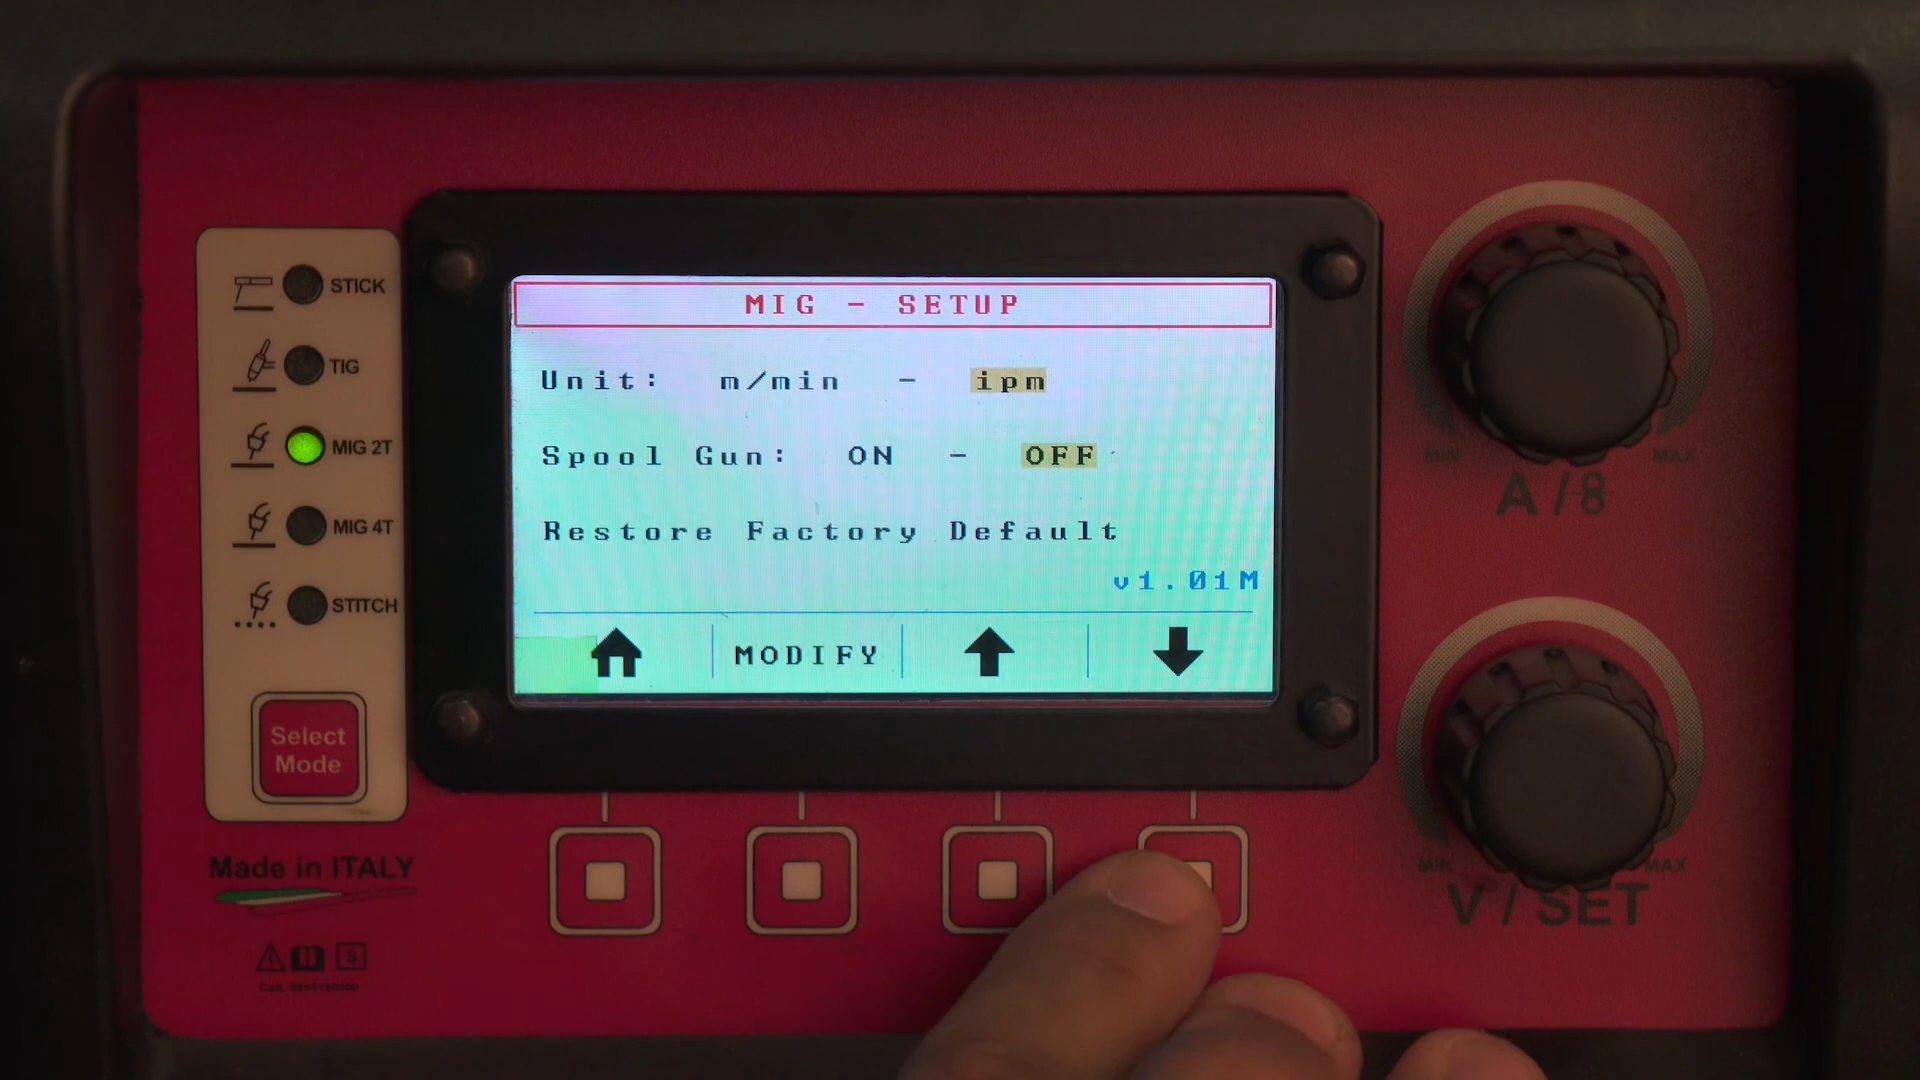 MIG - SETUP
Unit: m/min - ipm
Spool Gun: ON - OFF
Restore Factory Default
v1.01M
MODIFY
STICK
TIG
MIG 2T
MIG 4T
STITCH
Select
Mode
Made in ITALY
MIN MAX
A /
MIN MAX
V / SET